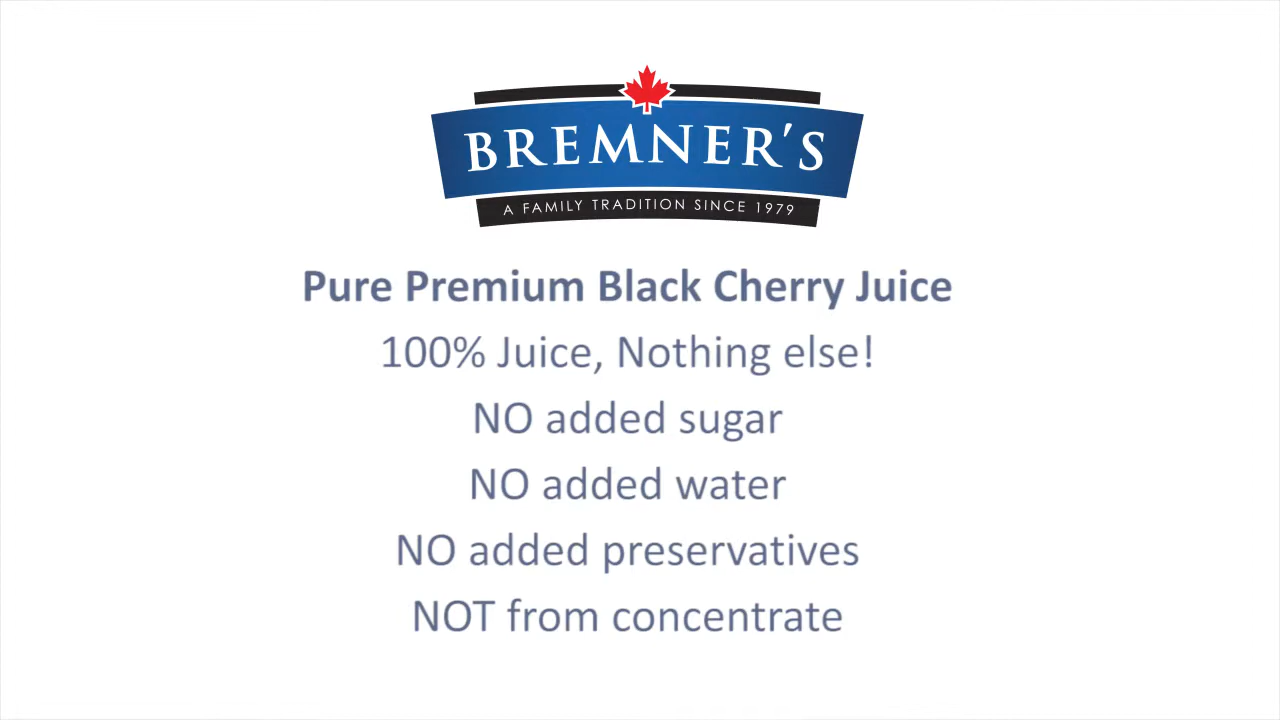 BREMNER'S
A FAMILY TRADITION SINCE 1979
Pure Premium Black Cherry Juice
100% Juice, Nothing else!
NO added sugar
NO added water
NO added preservatives
NOT from concentrate